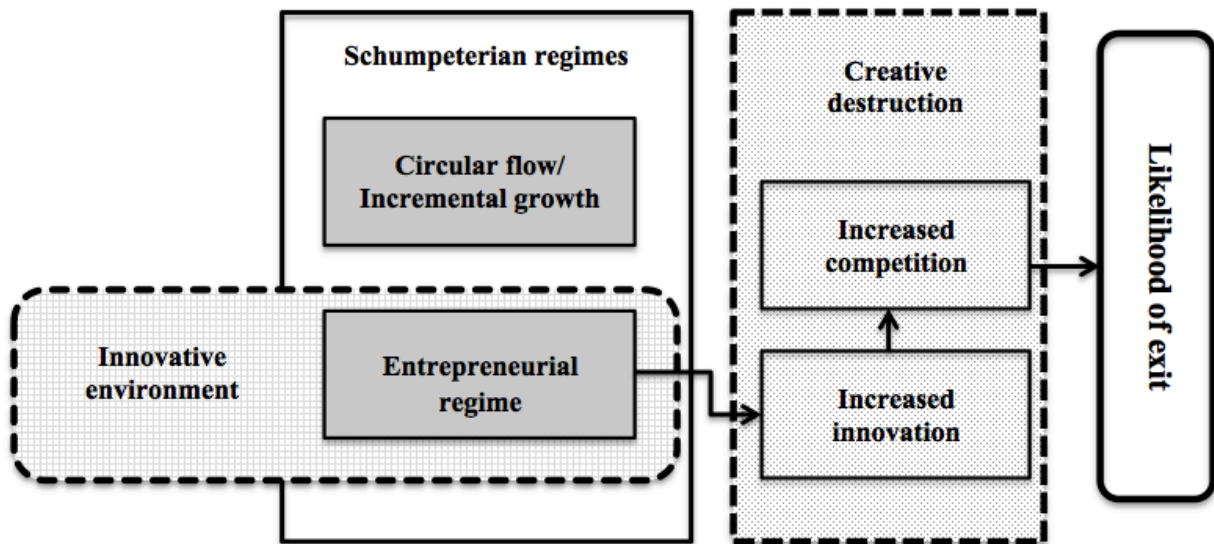 Schumpeterian regimes
Circular flow/
Incremental growth
Innovative
environment
Entrepreneurial
regime
Creative
destruction
Increased
competition
Increased
innovation
Likelihood of exit